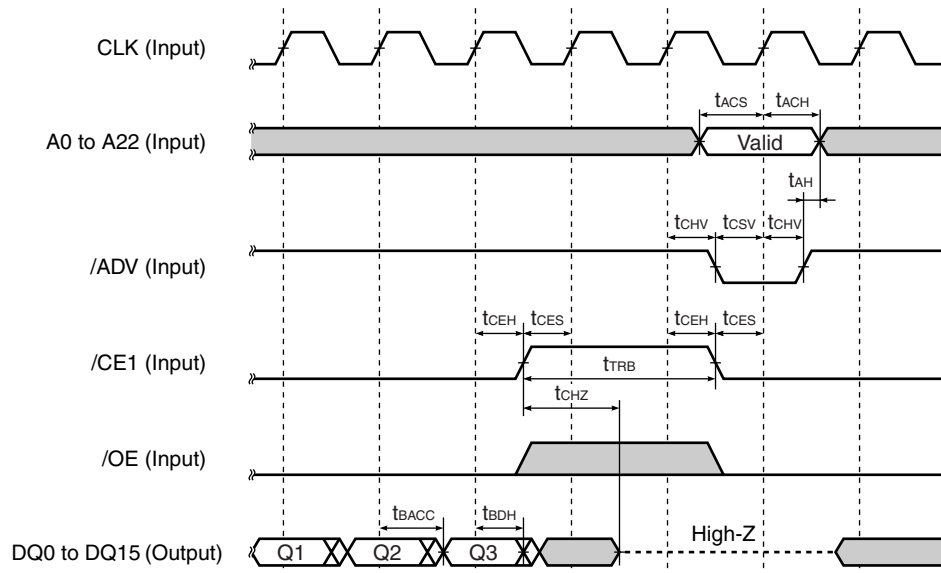 CLK (Input)
tACS tACH
A0 to A22 (Input) Valid
tAH
tCHV tCSV tCHV
/ADV (Input)
tCEH tCES tCEH tCES
/CE1 (Input) tTRB
tCHZ
/OE (Input)
tBACC tBDH
High-Z
DQ0 to DQ15 (Output) Q1 Q2 Q3